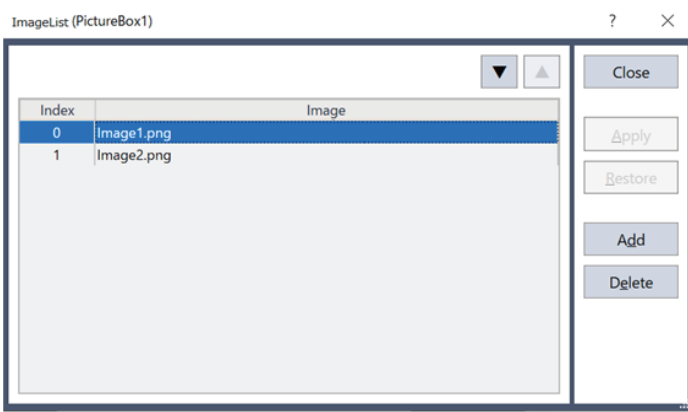 ImageList (PictureBox1) ? ×
▼ ▲ Close
Index Image
0 Image1.png
1 Image2.png
Apply
Restore
Add
Delete